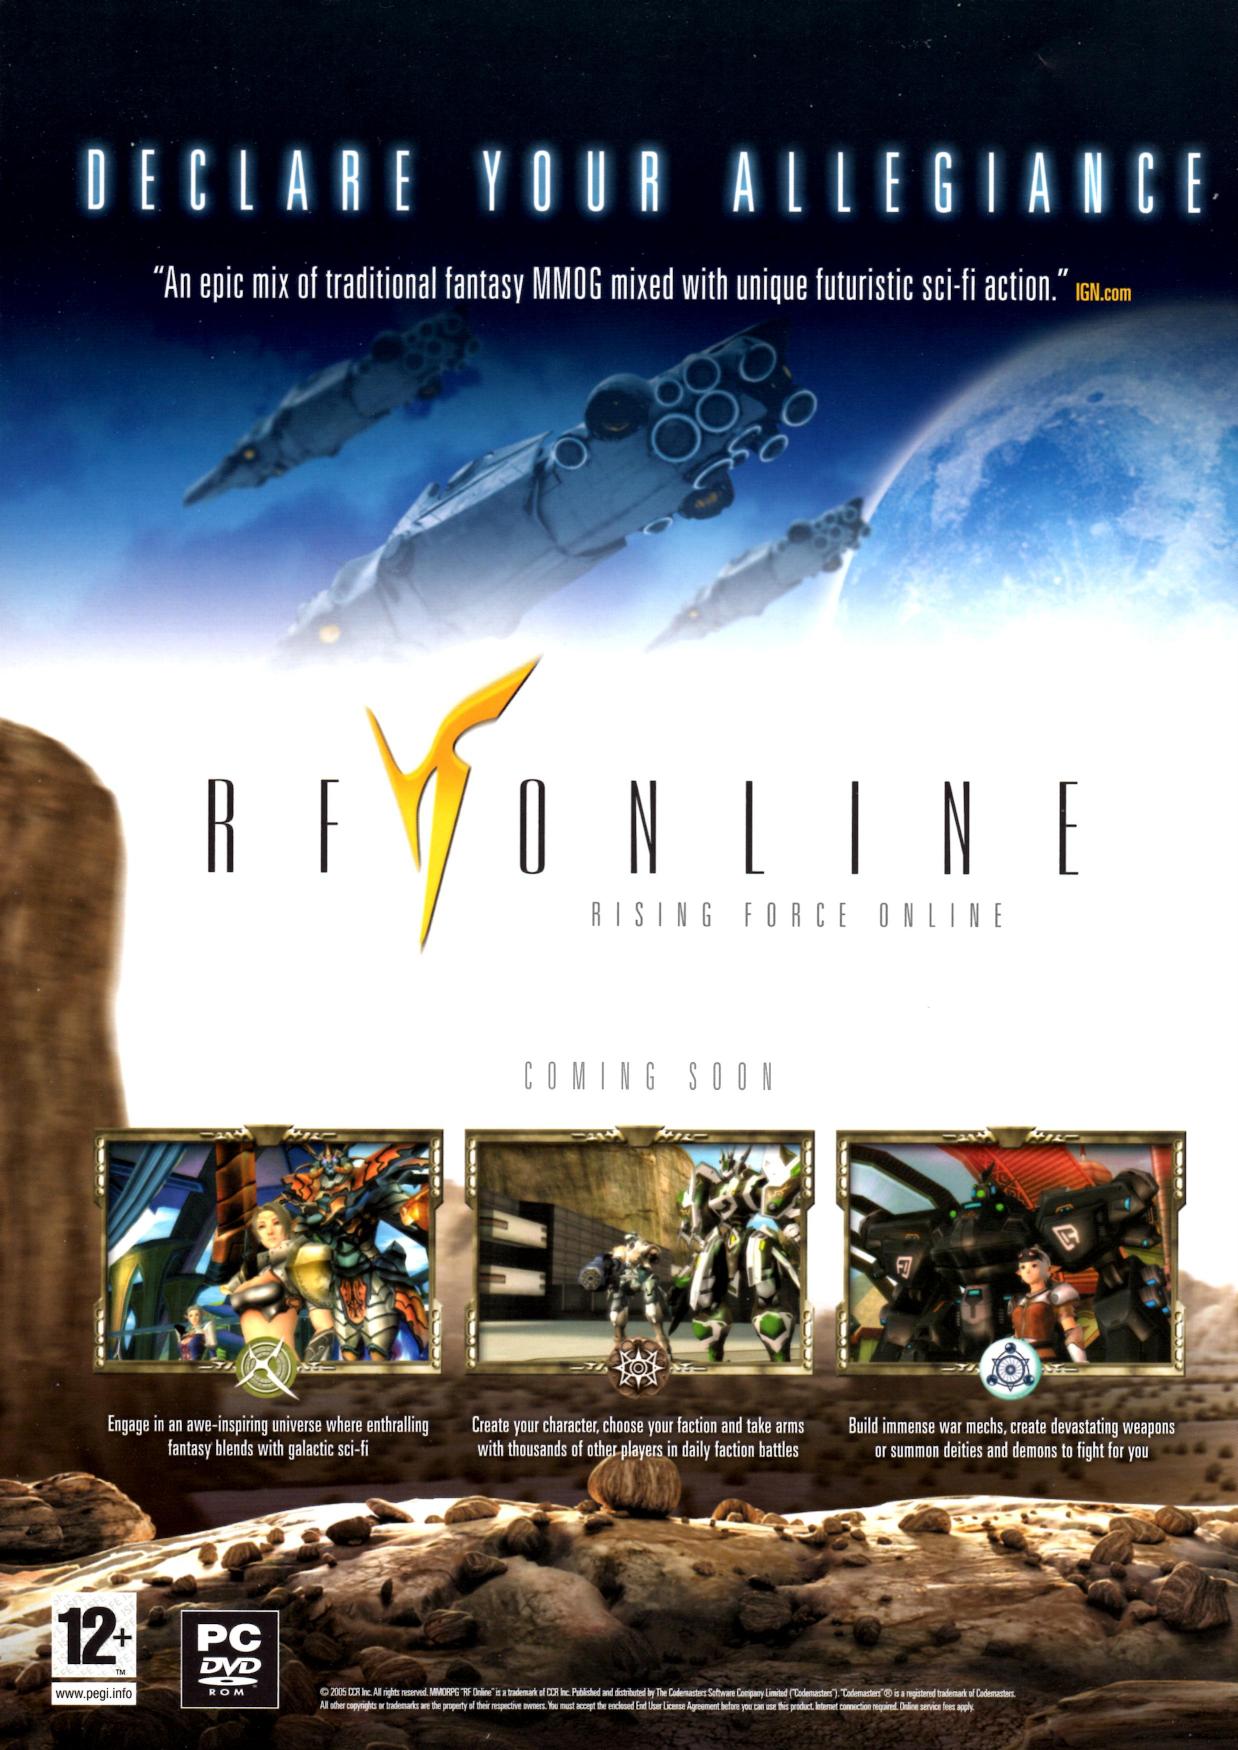 DECLARE YOUR ALLEGIANCE
“An epic mix of traditional fantasy MMOG mixed with unique futuristic sci-fi action.” IGN.com
RF ONLINE
RISING FORCE ONLINE
COMING SOON
Engage in an awe-inspiring universe where enthralling
fantasy blends with galactic sci-fi
Create your character, choose your faction and take arms
with thousands of other players in daily faction battles
Build immense war mechs, create devastating weapons
or summon deities and demons to fight for you
12+
TM
www.pegi.info
PC
DVD
ROM
© 2005 CCR Inc. All rights reserved. MMORPG "RF Online" is a trademark of CCR Inc. Published and distributed by The Codemasters Software Company Limited ("Codemasters"). "Codemasters"® is a registered trademark of Codemasters.
All other copyrights or trademarks are the property of their respective owners. You must accept the enclosed End User License Agreement before you can use this product. Internet connection required. Online service fees apply.